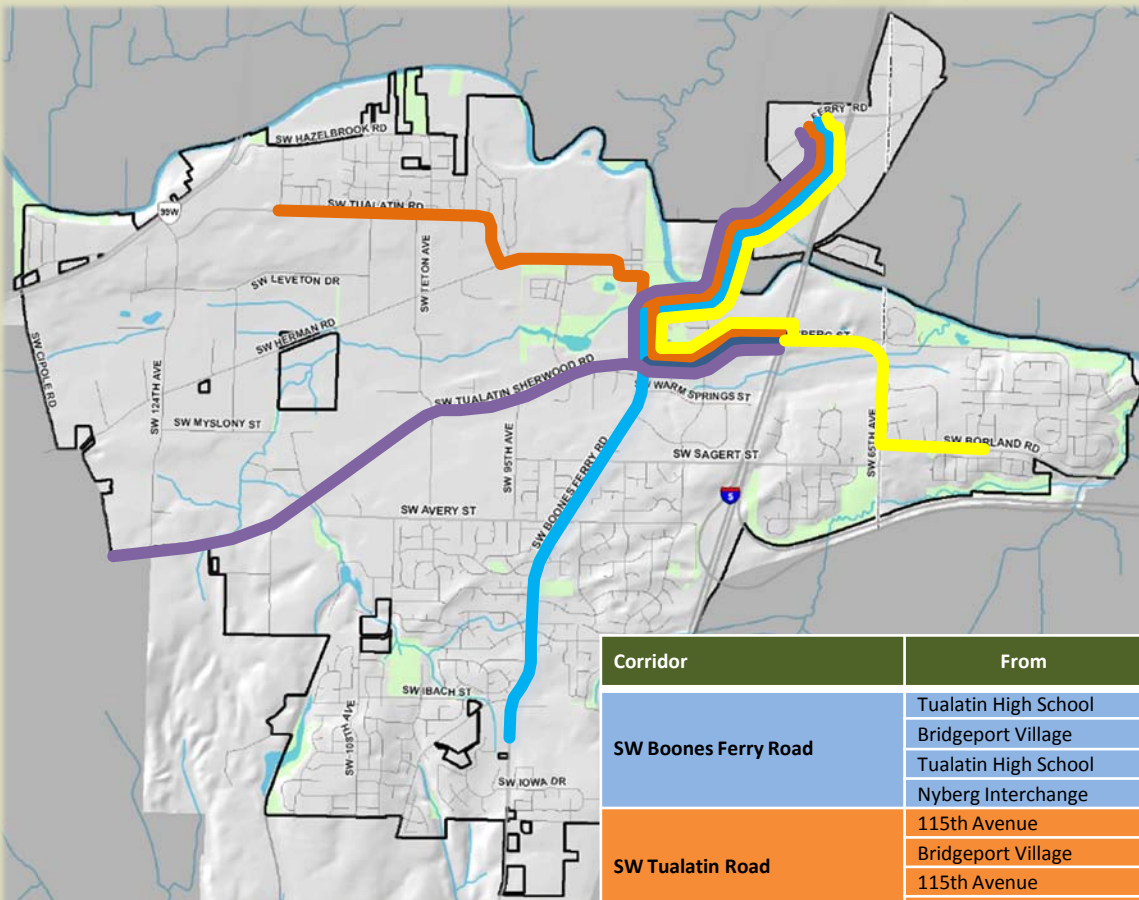 FERRY RD
SW HAZELBROOK RD
99W
SW TUALATIN RD
SW TETON AVE
SW LEVETON DR
SW HERMAN RD
SW CIPOLE RD
SW 124TH AVE
SW TUALATIN SHERWOOD RD
SW WARM SPRINGS ST
SW MYSLONY ST
SW 95TH AVE
SW BOONES FERRY RD
SW SAGERT ST
SW 65TH AVE
SW BORLAND RD
5
SW AVERY ST
SW IBACH ST
SW 108TH AVE
SW IOWA DR
Corridor From
SW Boones Ferry Road
Tualatin High School
Bridgeport Village
Tualatin High School
Nyberg Interchange
SW Tualatin Road
115th Avenue
Bridgeport Village
115th Avenue